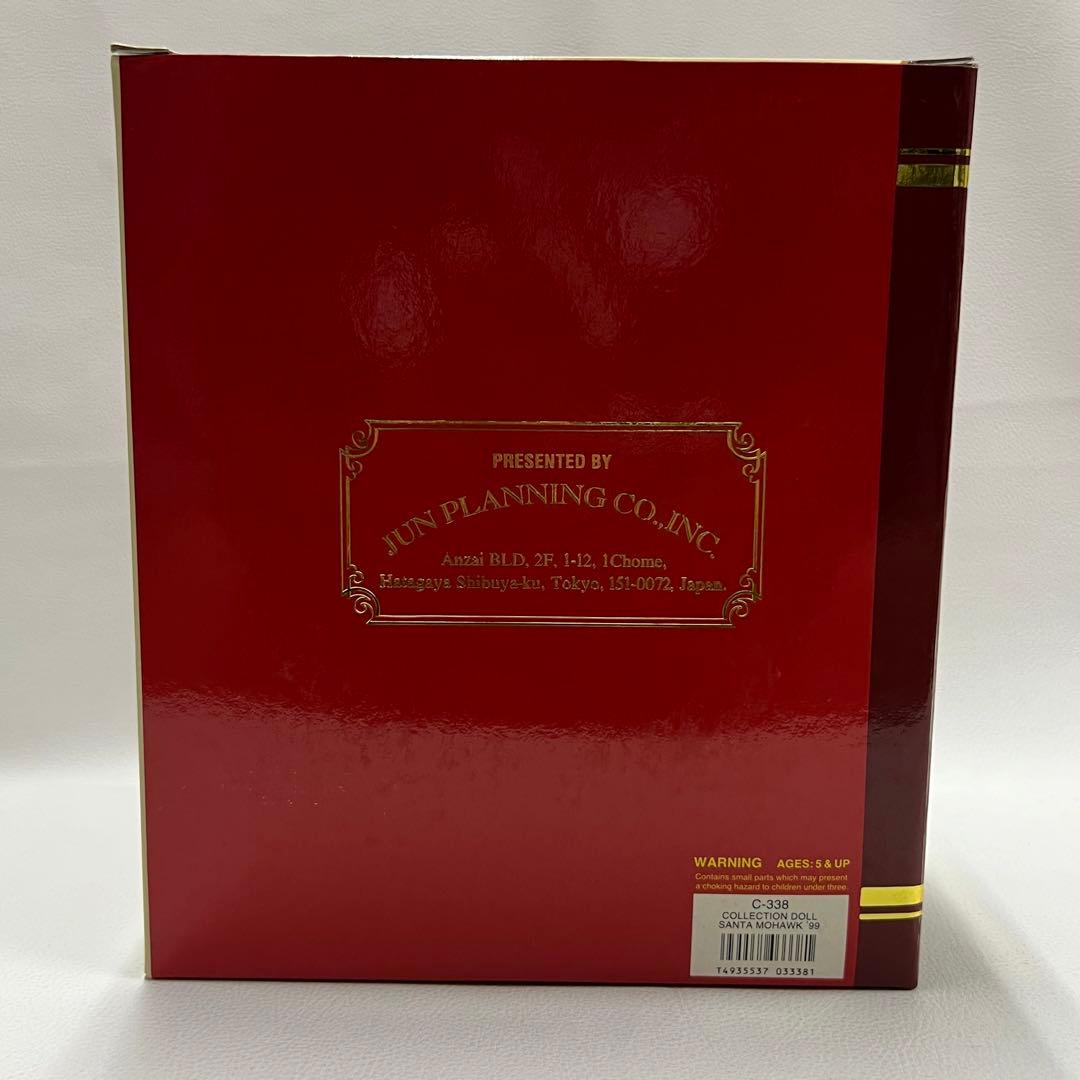 PRESENTED BY
JUN PLANNING CO.,INC.
Anzai BLD, 2F, 1-12, 1Chome,
Hatagaya Shibuya-ku, Tokyo, 151-0072, Japan.
WARNING AGES: 5 & UP
Contains small parts which may present
a choking hazard to children under three.
C-338
COLLECTION DOLL
SANTA MOHAWK '99
T4935537 033381